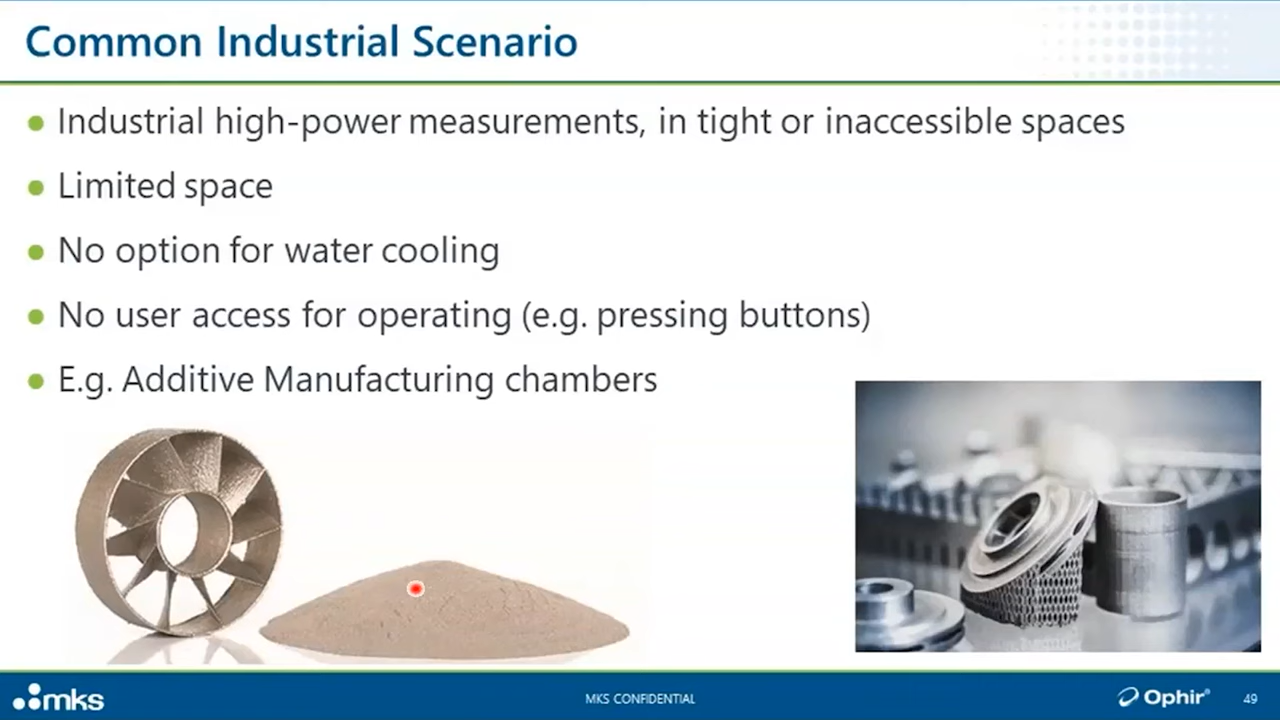 Common Industrial Scenario
Industrial high-power measurements, in tight or inaccessible spaces
Limited space
No option for water cooling
No user access for operating (e.g. pressing buttons)
E.g. Additive Manufacturing chambers
mks
MKS CONFIDENTIAL
Ophir®
49